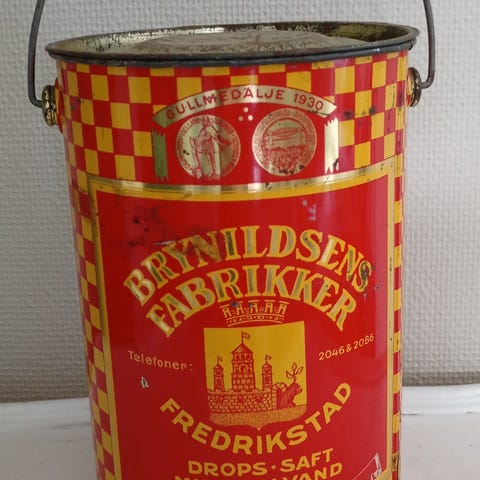 GULLMEDALJE 1930
BRYNILDSENS
FABRIKKER
Telefoner: 2046 & 2086
FREDRIKSTAD
DROPS · SAFT